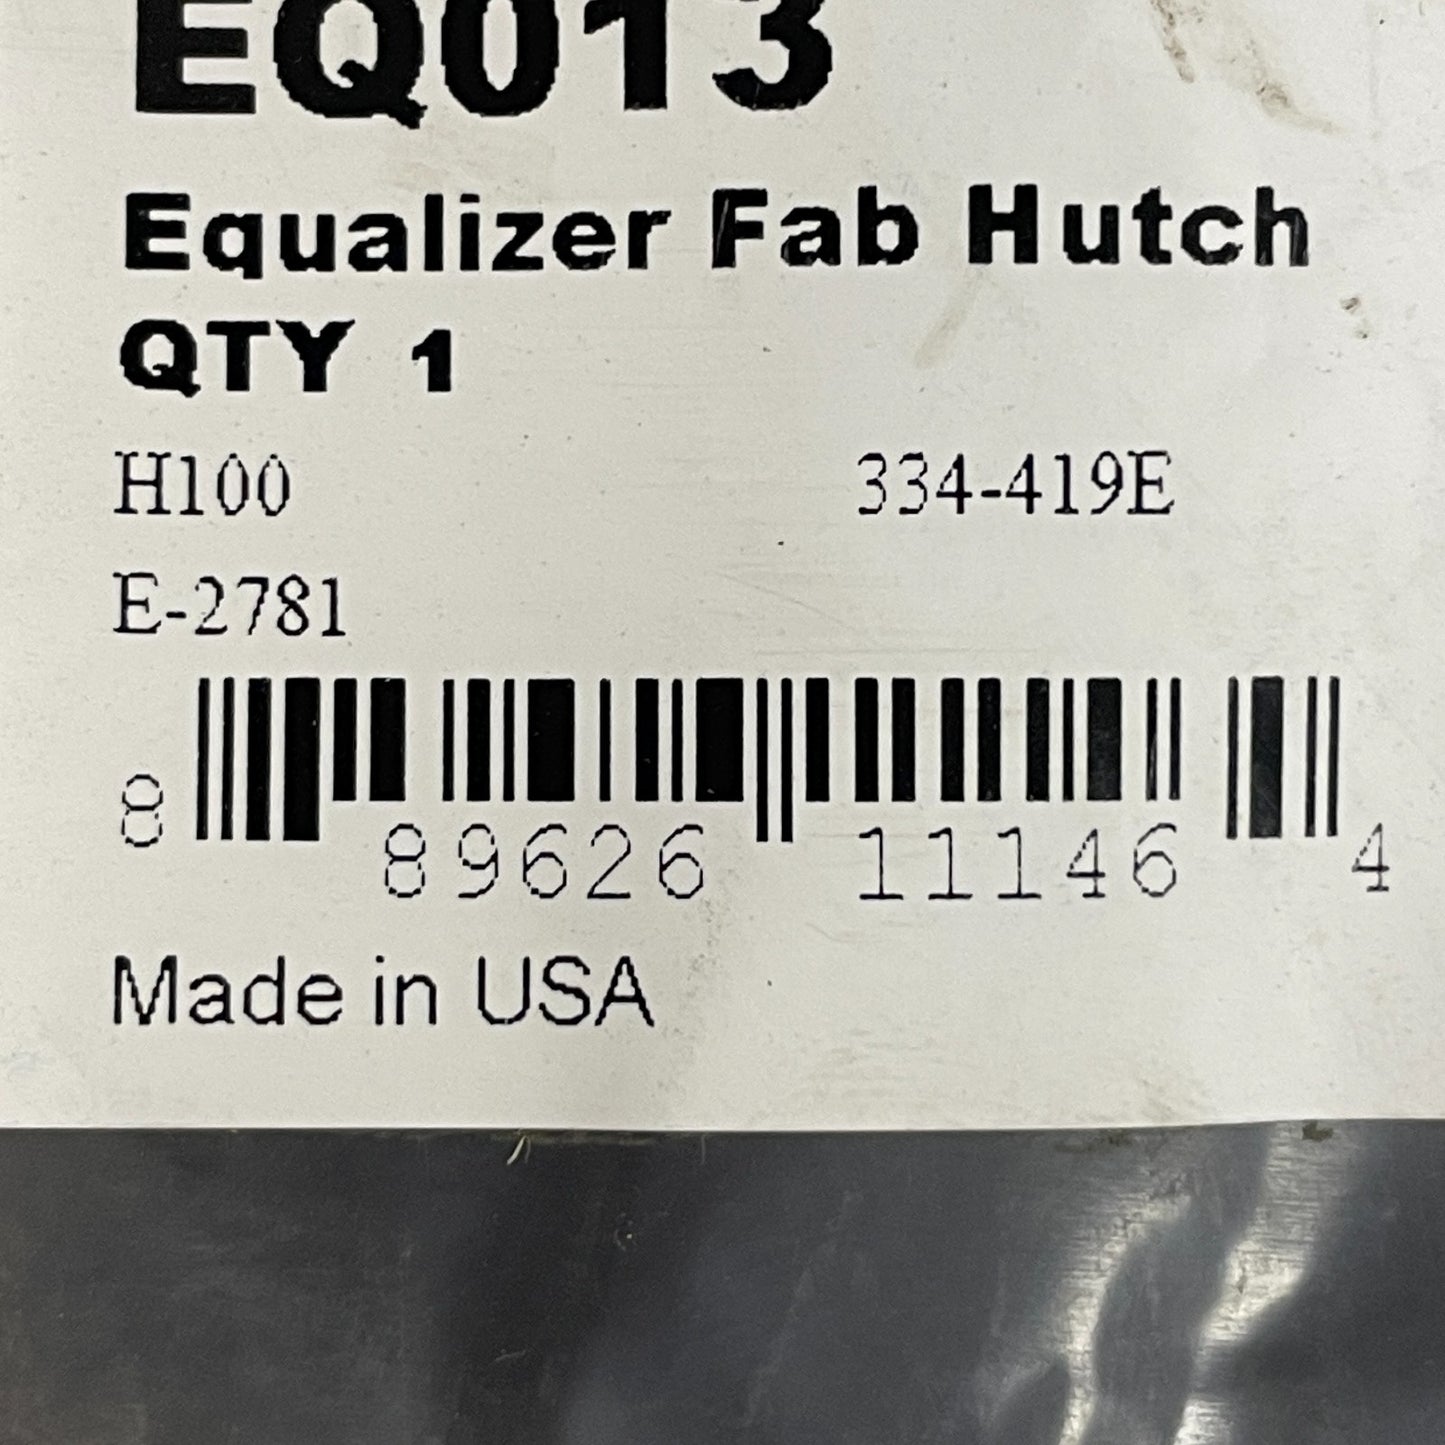 EQ013
Equalizer Fab Hutch
QTY 1
H100 334-419E
E-2781
8 89626 11146 4
Made in USA